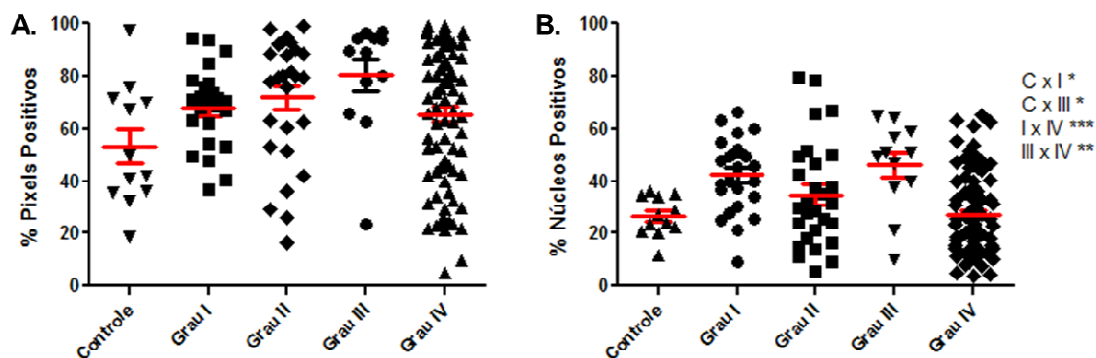 A.
% Pixels Positivos
100
80
60
40
20
0
Controle
Grau I
Grau II
Grau III
Grau IV
B.
% Núcleos Positivos
100
80
60
40
20
0
Controle
Grau I
Grau II
Grau III
Grau IV
C x I *
C x III *
I x IV ***
III x IV **